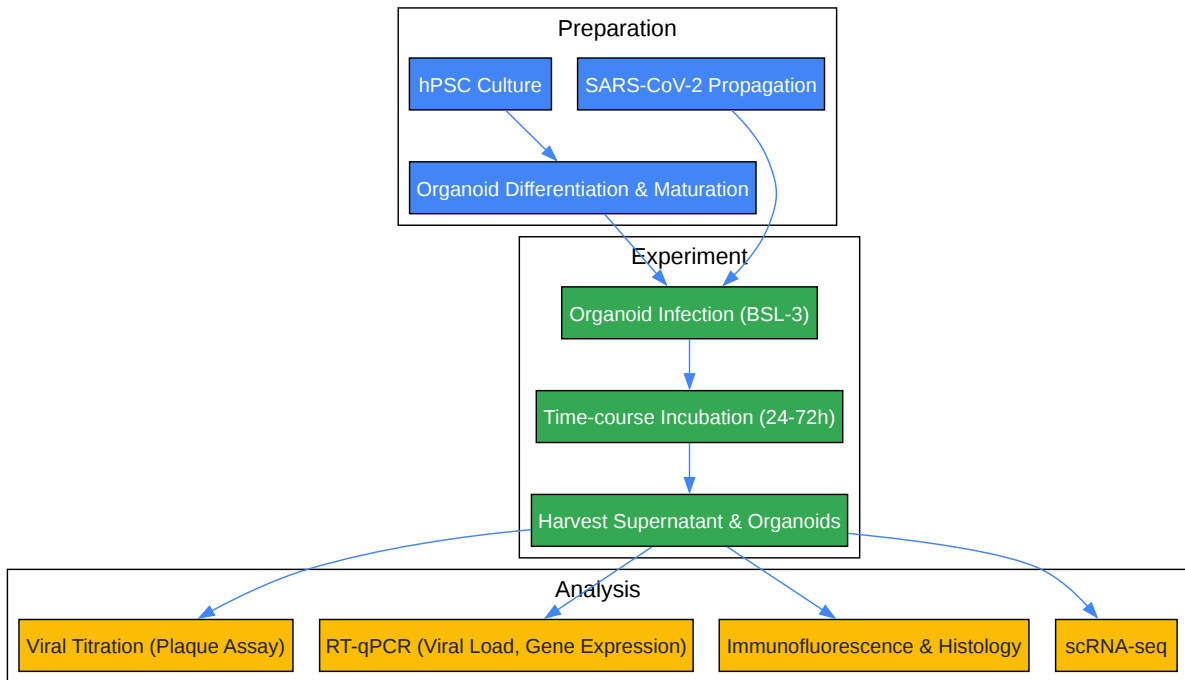 Preparation
hPSC Culture
SARS-CoV-2 Propagation
Organoid Differentiation & Maturation
Experiment
Organoid Infection (BSL-3)
Time-course Incubation (24-72h)
Harvest Supernatant & Organoids
Analysis
Viral Titration (Plaque Assay)
RT-qPCR (Viral Load, Gene Expression)
Immunofluorescence & Histology
scRNA-seq